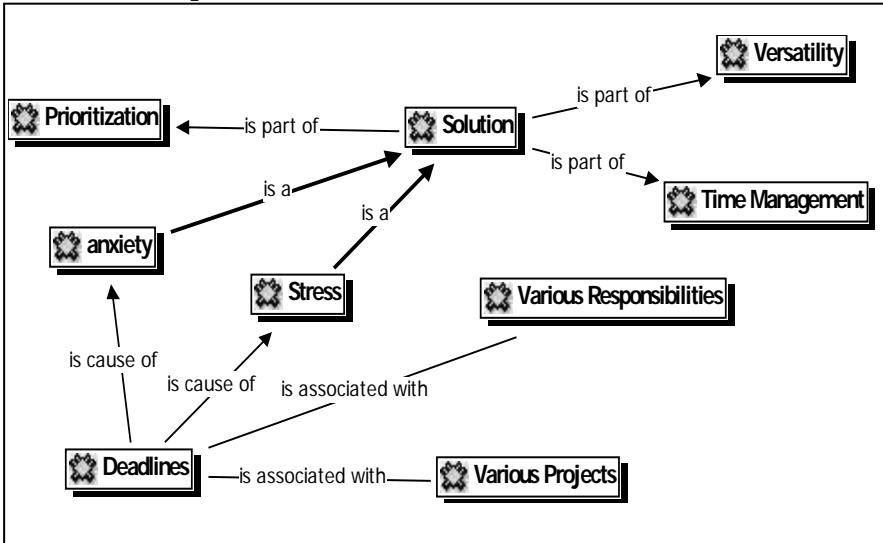 Versatility
is part of
Prioritization
is part of
Solution
is part of
Time Management
is a
is a
anxiety
Stress
Various Responsibilities
is cause of
is cause of
is associated with
Deadlines
is associated with
Various Projects